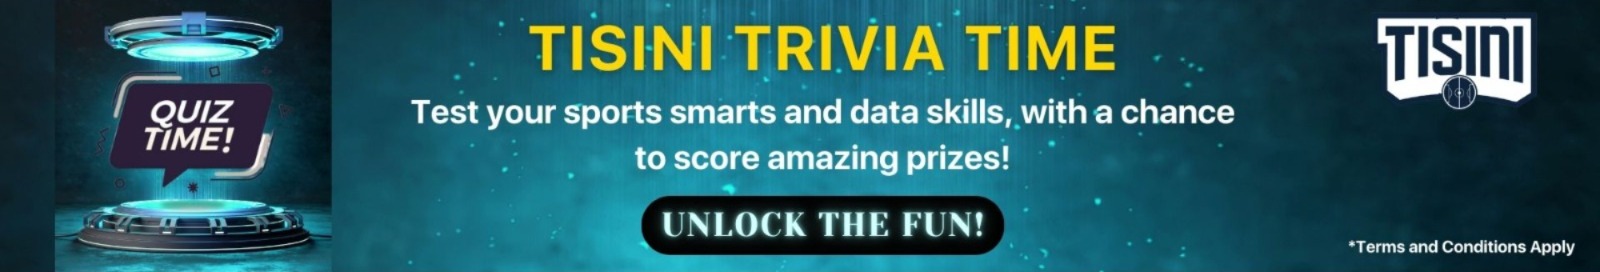 QUIZ
TIME!
TISINI TRIVIA TIME
Test your sports smarts and data skills, with a chance
to score amazing prizes!
UNLOCK THE FUN!
TISINI
*Terms and Conditions Apply